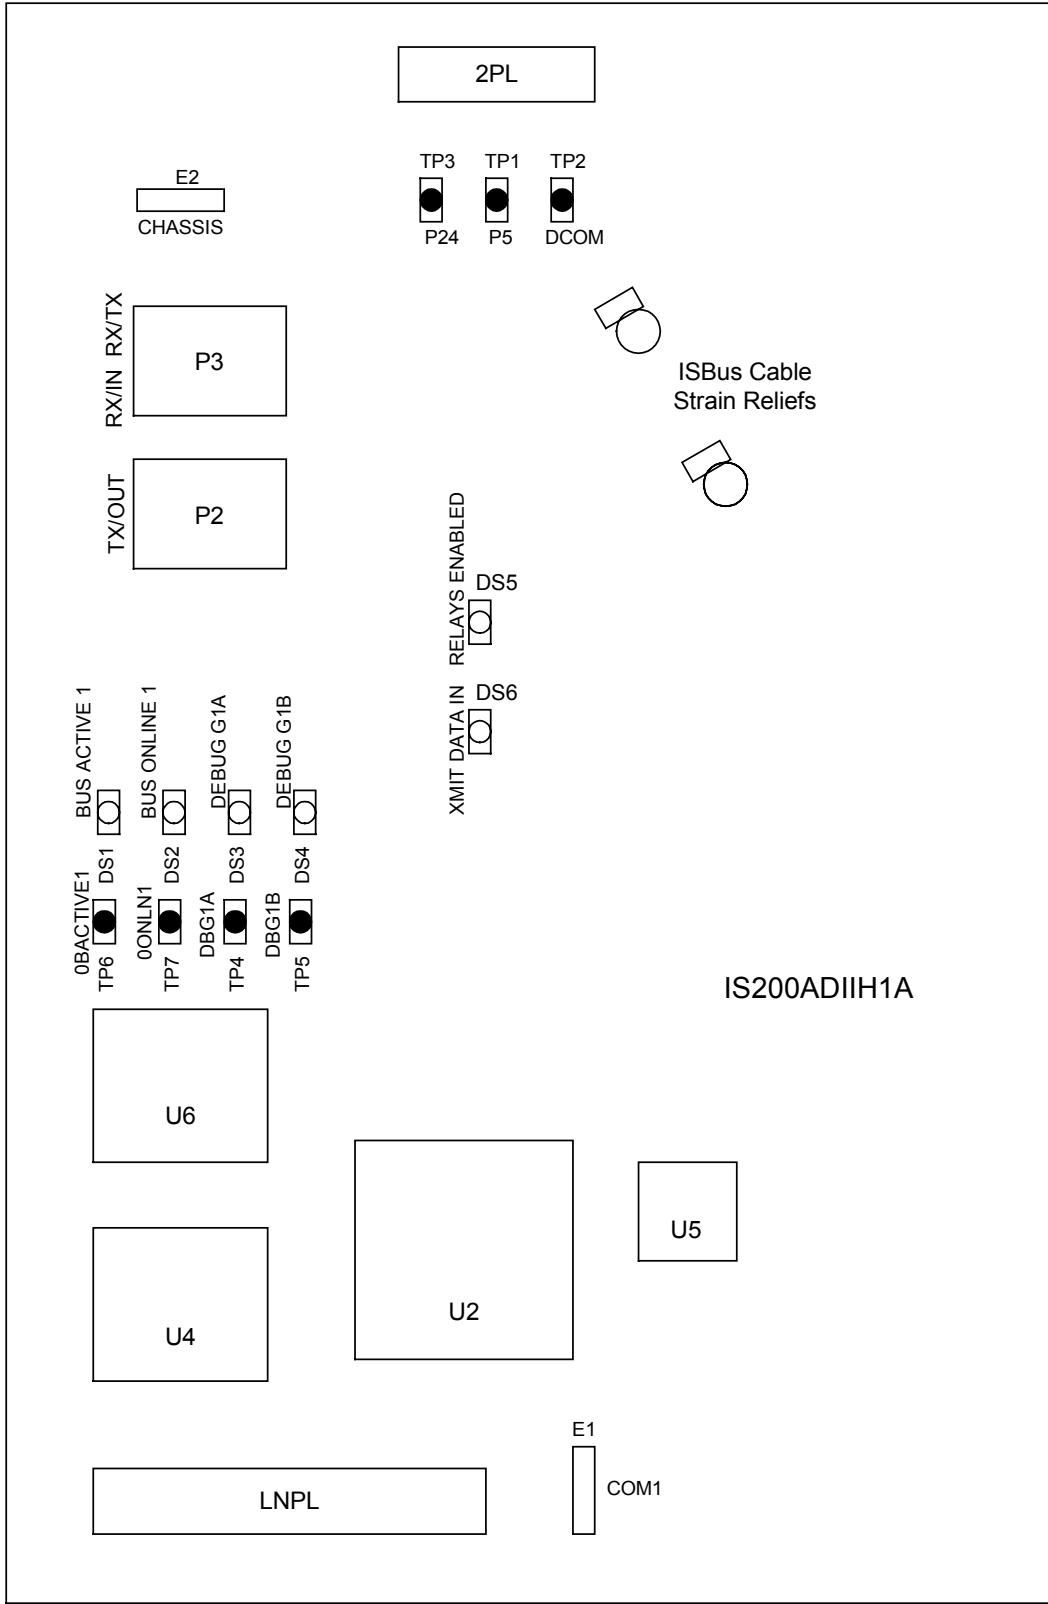 2PL
TP3 TP1 TP2
E2
CHASSIS
P24 P5 DCOM
RX/IN RX/TX
P3
ISBus Cable
Strain Reliefs
TX/OUT
P2
RELAYS ENABLED
DS5
XMIT DATA IN
DS6
BUS ACTIVE 1
BUS ONLINE 1
DEBUG G1A
DEBUG G1B
DS1
DS2
DS3
DS4
0BACTIVE1
0ONLN1
DBG1A
DBG1B
TP6
TP7
TP4
TP5
IS200ADIIH1A
U6
U5
U4
U2
E1
COM1
LNPL